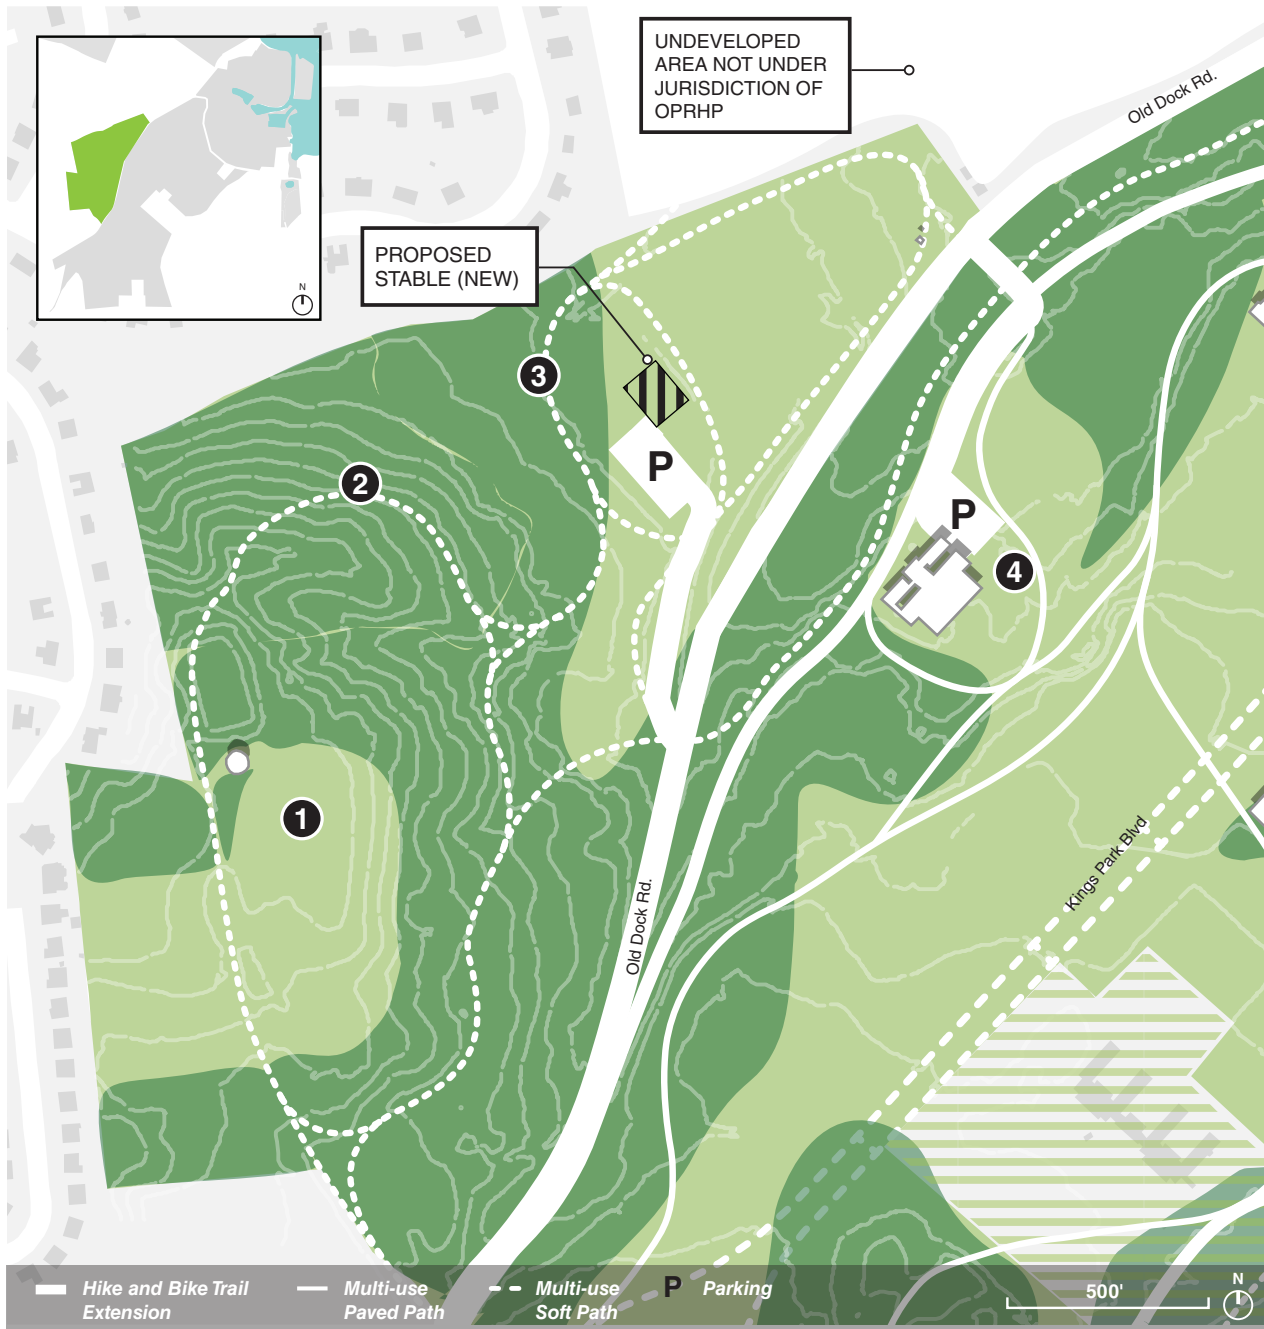 UNDEVELOPED
AREA NOT UNDER
JURISDICTION OF
OPRHP
Old Dock Rd.
N
PROPOSED
STABLE (NEW)
3
P
2
P
4
1
Kings Park Blvd
Old Dock Rd.
Hike and Bike Trail
Extension
Multi-use
Paved Path
Multi-use
Soft Path
P Parking
500'
N